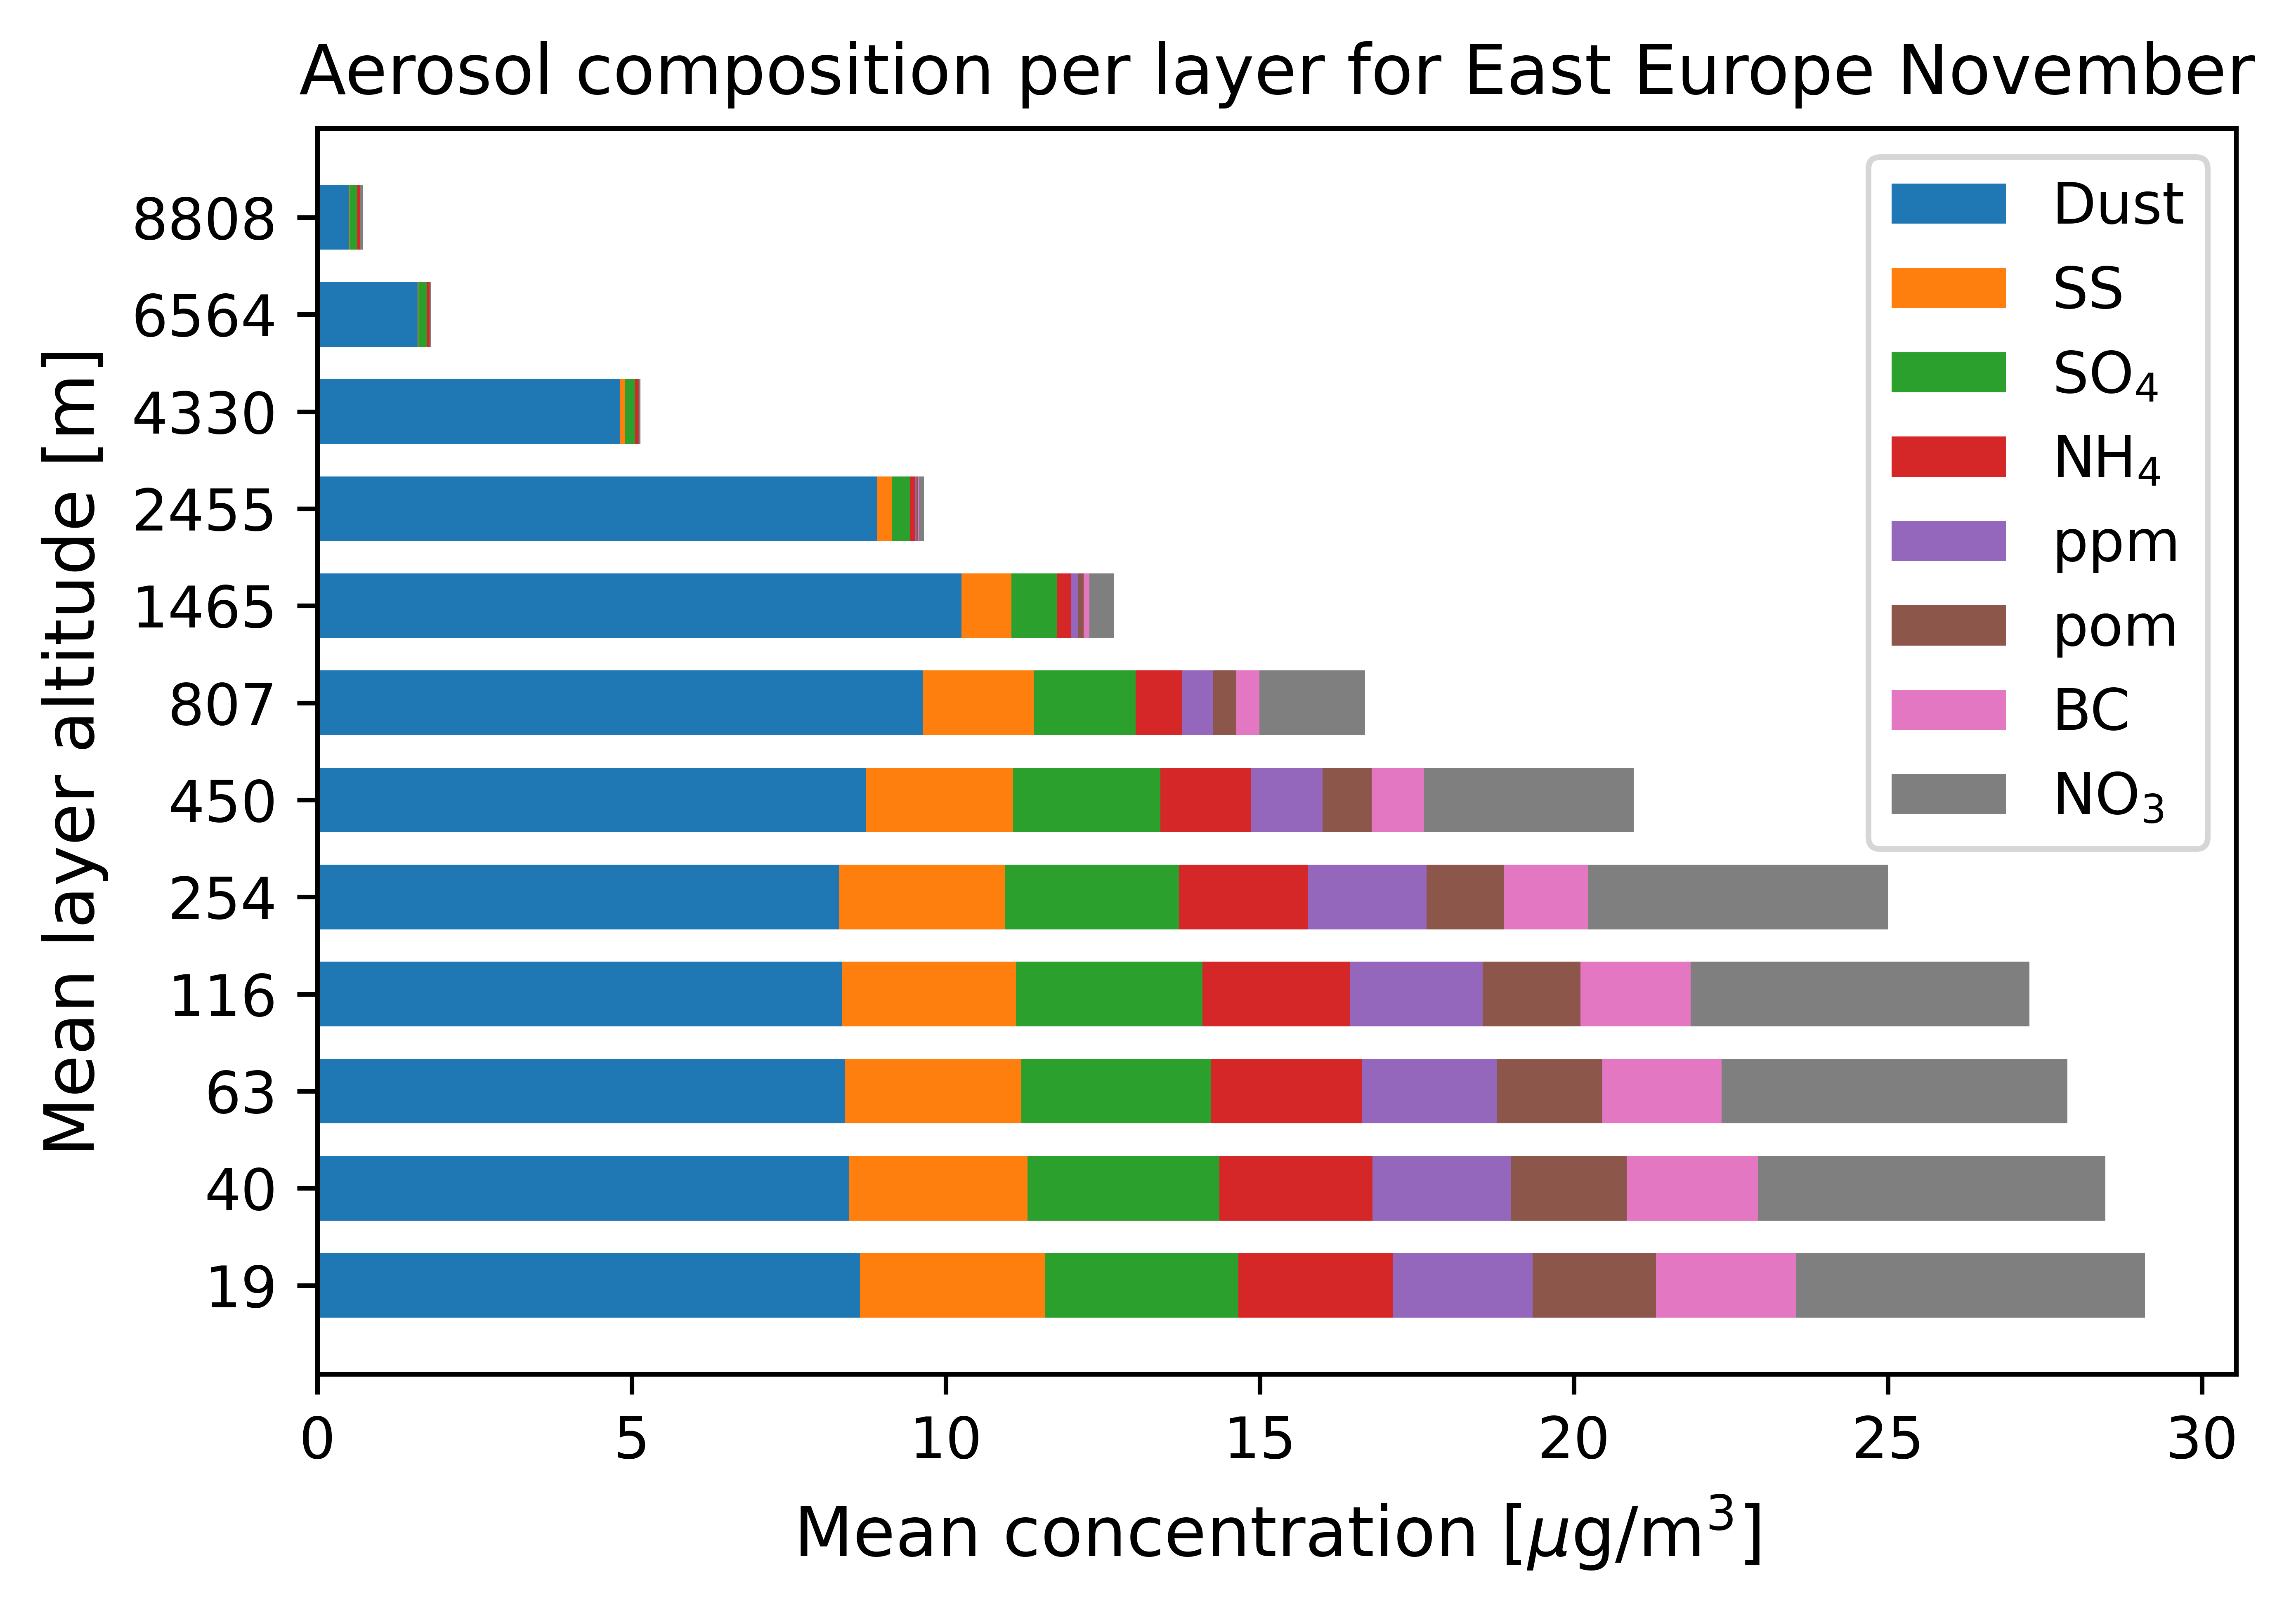 Aerosol composition per layer for East Europe November
Mean layer altitude [m]
8808
6564
4330
2455
1465
807
450
254
116
63
40
19
Dust
SS
SO₄
NH₄
ppm
pom
BC
NO₃
0 5 10 15 20 25 30
Mean concentration [μg/m³]